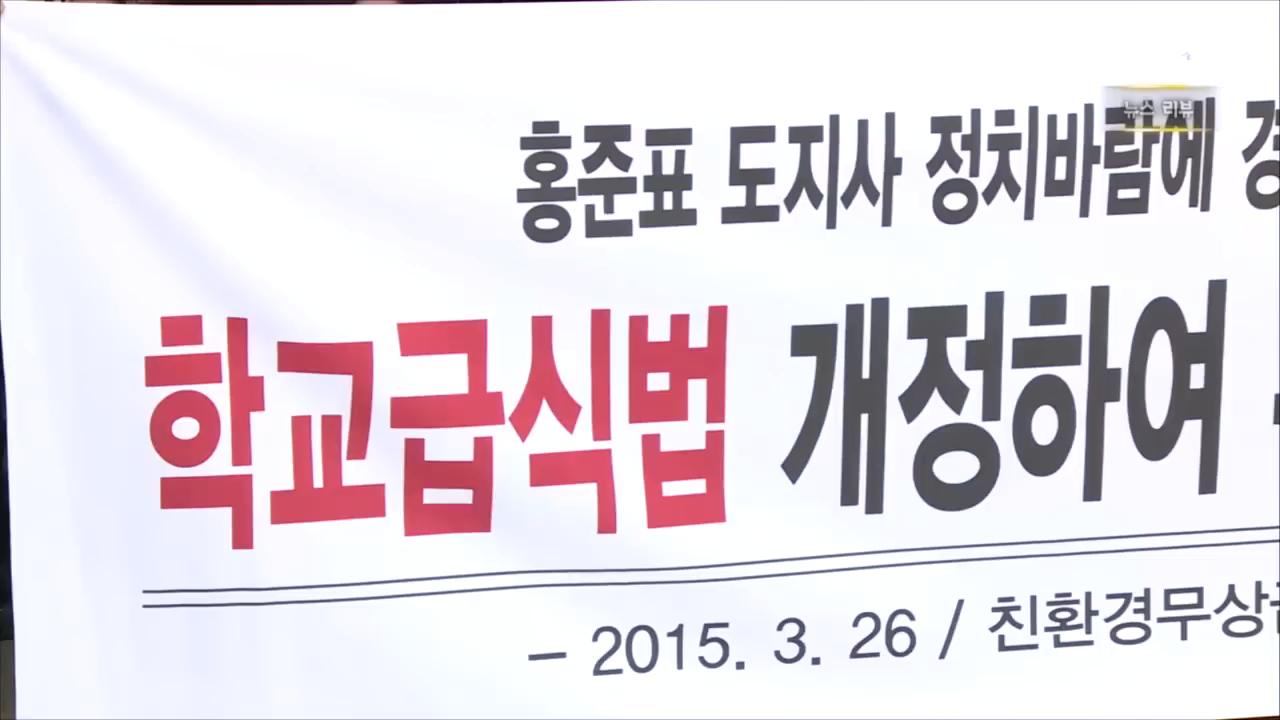 뉴스 리뷰
홍준표 도지사 정치바람에
학교급식법 개정하여
- 2015. 3. 26 / 친환경무상급